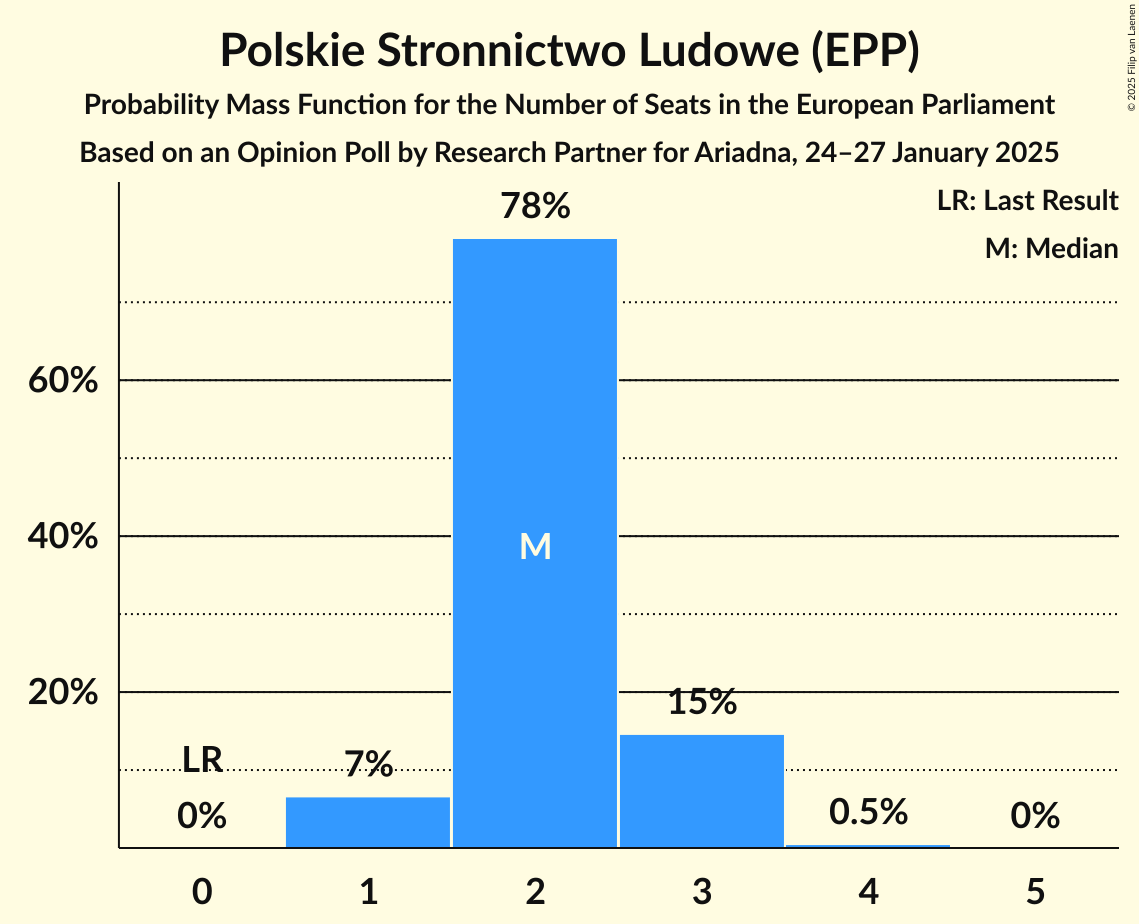 Polskie Stronnictwo Ludowe (EPP)
Probability Mass Function for the Number of Seats in the European Parliament
Based on an Opinion Poll by Research Partner for Ariadna, 24–27 January 2025
© 2025 Filip van Laenen
LR: Last Result
M: Median
78%
60%
40%
M
20%
15%
LR
7%
0%
0.5%
0%
0
1
2
3
4
5